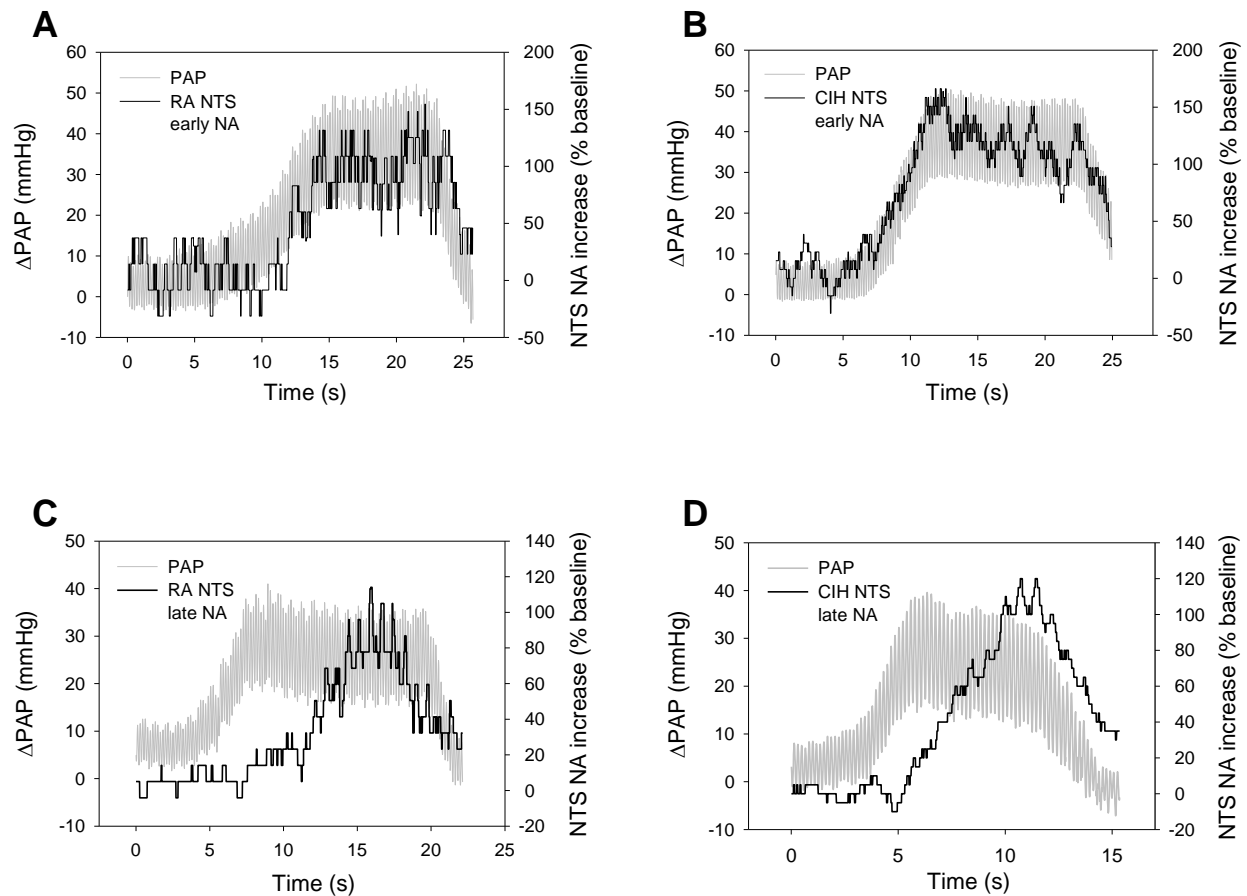 A
60
50
40
30
20
10
0
-10
ΔPAP (mmHg)
PAP
RA NTS
early NA
200
150
100
50
0
-50
NTS NA increase (% baseline)
0 5 10 15 20 25
Time (s)
B
60
50
40
30
20
10
0
-10
ΔPAP (mmHg)
PAP
CIH NTS
early NA
200
150
100
50
0
-50
NTS NA increase (% baseline)
0 5 10 15 20 25
Time (s)
C
50
40
30
20
10
0
-10
ΔPAP (mmHg)
PAP
RA NTS
late NA
140
120
100
80
60
40
20
0
-20
NTS NA increase (% baseline)
0 5 10 15 20 25
Time (s)
D
50
40
30
20
10
0
-10
ΔPAP (mmHg)
PAP
CIH NTS
late NA
140
120
100
80
60
40
20
0
-20
NTS NA increase (% baseline)
0 5 10 15
Time (s)